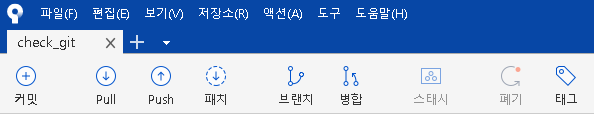 파일(F) 편집(E) 보기(V) 저장소(R) 액션(A) 도구 도움말(H)
check_git
커밋 Pull Push 패치 브랜치 병합 스태시 폐기 태그